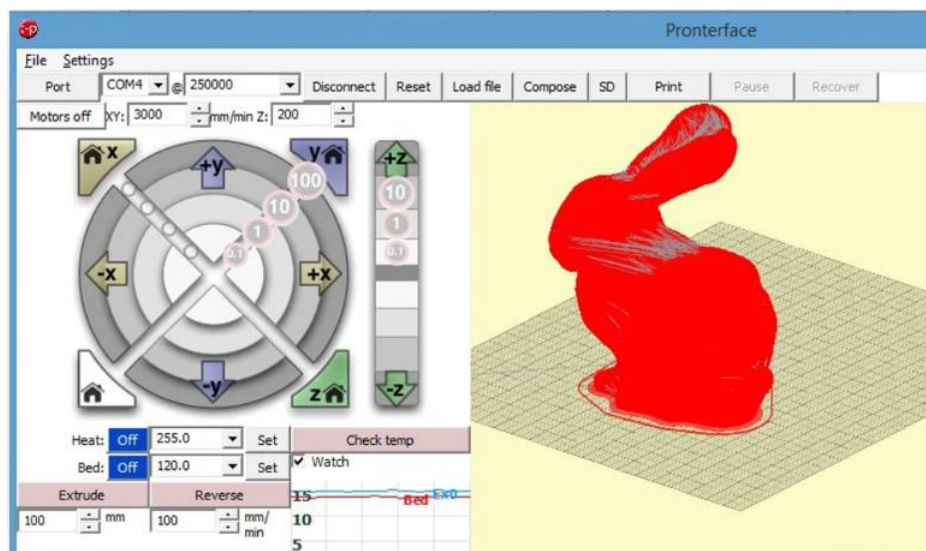 Pronterface
File Settings
Port COM4 @ 250000 Disconnect Reset Load file Compose SD Print Pause Recover
Motors off XY: 3000 mm/min Z: 200
x +y y 100 10 1 0.1 +z 10 1 0.1
-x +x
-y z -z
Heat: Off 255.0 Set Check temp
Bed: Off 120.0 Set Watch
Extrude Reverse 15 Bed Ex0
100 mm 100 mm/min 10
5